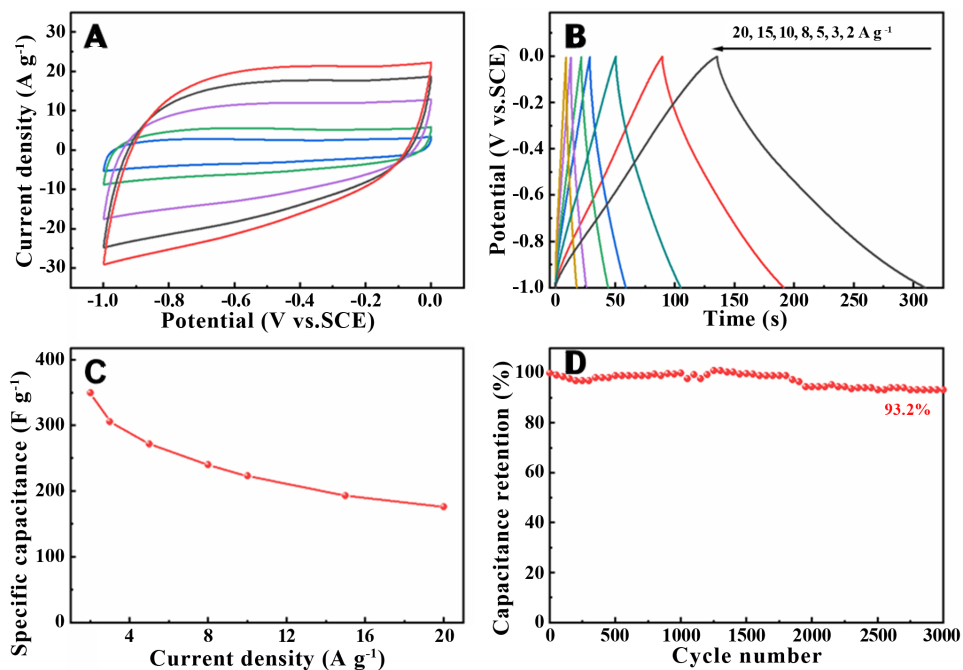 A
30
20
10
0
-10
-20
-30
Current density (A g⁻¹)
-1.0 -0.8 -0.6 -0.4 -0.2 0.0
Potential (V vs.SCE)
B
20, 15, 10, 8, 5, 3, 2 A g⁻¹
0.0
-0.2
-0.4
-0.6
-0.8
-1.0
Potential (V vs.SCE)
0 50 100 150 200 250 300
Time (s)
C
400
300
200
100
0
Specific capacitance (F g⁻¹)
4 8 12 16 20
Current density (A g⁻¹)
D
100
80
60
40
20
0
Capacitance retention (%)
93.2%
0 500 1000 1500 2000 2500 3000
Cycle number